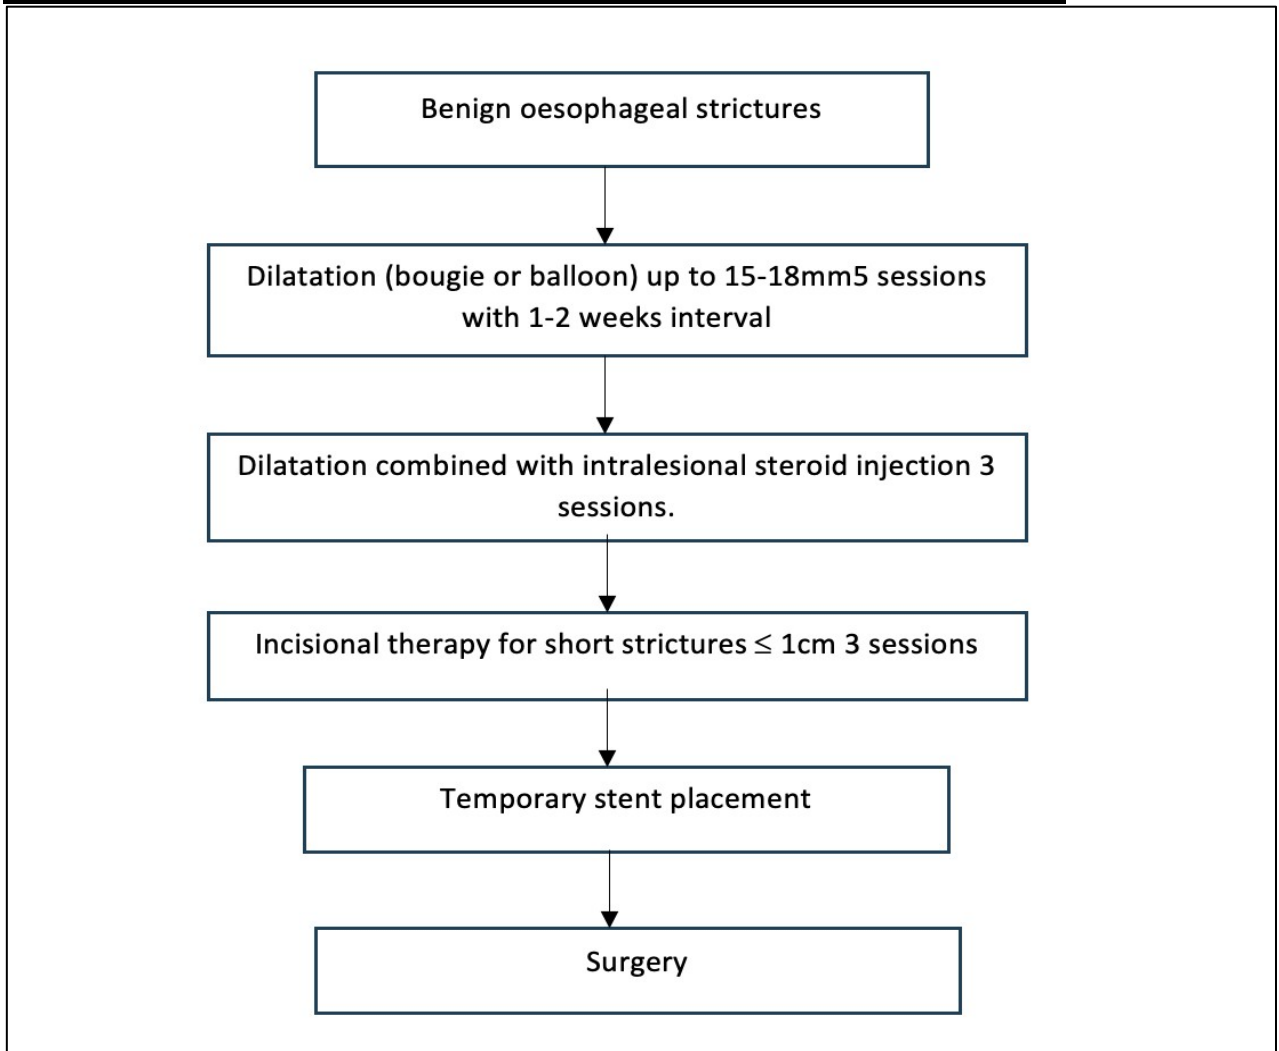 Benign oesophageal strictures
Dilatation (bougie or balloon) up to 15-18mm5 sessions
with 1-2 weeks interval
Dilatation combined with intralesional steroid injection 3
sessions.
Incisional therapy for short strictures ≤ 1cm 3 sessions
Temporary stent placement
Surgery